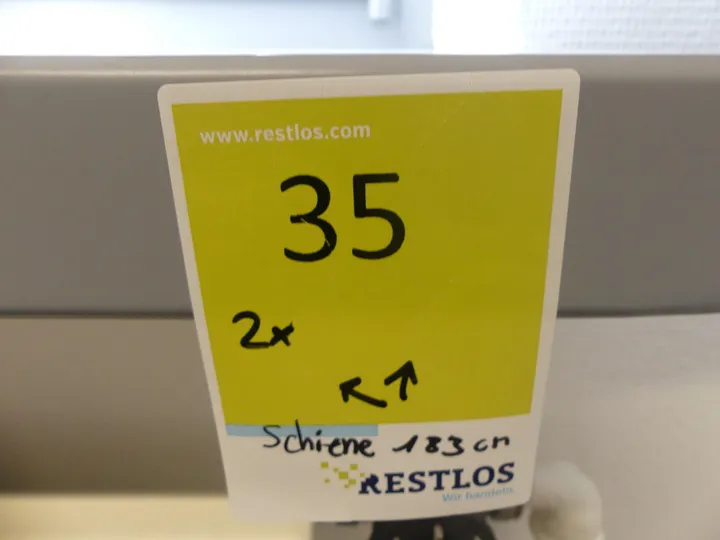 www.restlos.com
35
2x
Schiene 183 cm
RESTLOS
Wir handeln.